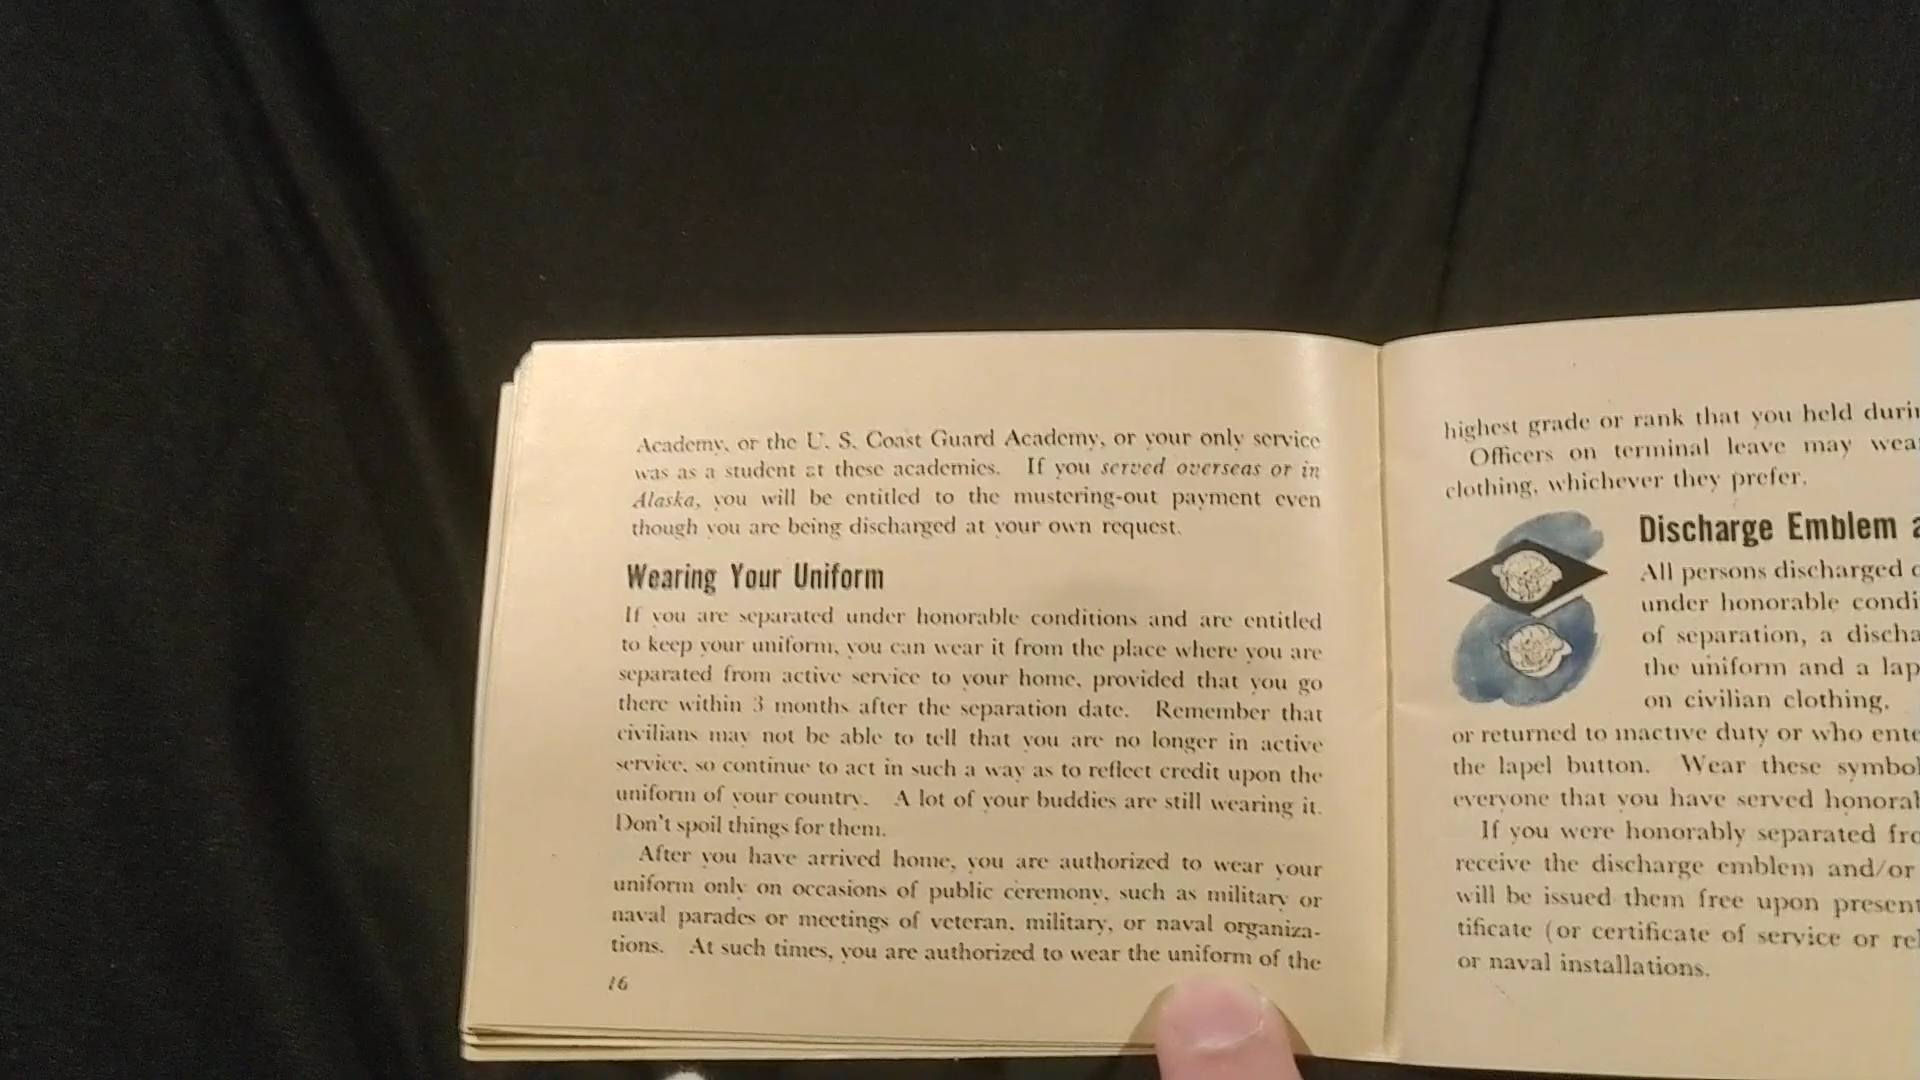 Academy, or the U. S. Coast Guard Academy, or your only service
was as a student at these academies. If you served overseas or in
Alaska, you will be entitled to the mustering-out payment even
though you are being discharged at your own request.
Wearing Your Uniform
If you are separated under honorable conditions and are entitled
to keep your uniform, you can wear it from the place where you are
separated from active service to your home, provided that you go
there within 3 months after the separation date. Remember that
civilians may not be able to tell that you are no longer in active
service, so continue to act in such a way as to reflect credit upon the
uniform of your country. A lot of your buddies are still wearing it.
Don't spoil things for them.
After you have arrived home, you are authorized to wear your
uniform only on occasions of public ceremony, such as military or
naval parades or meetings of veteran, military, or naval organiza-
tions. At such times, you are authorized to wear the uniform of the
16
highest grade or rank that you held
Officers on terminal leave may
clothing, whichever they prefer.
Discharge Emblem
All persons discharged
under honorable
of separation, a
the uniform and a
on civilian clothing.
or returned to inactive duty or who
the lapel button. Wear these
everyone that you have served
If you were honorably separated
receive the discharge emblem and/or
will be issued them free upon
tificate (or certificate of service or
or naval installations.